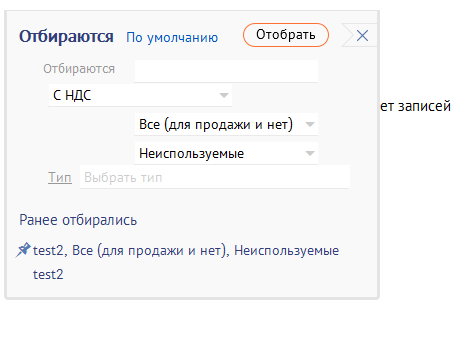 Отбираются По умолчанию Отобрать
Отбираются
С НДС
ет записей
Все (для продажи и нет)
Неиспользуемые
Тип Выбрать тип
Ранее отбирались
test2, Все (для продажи и нет), Неиспользуемые
test2